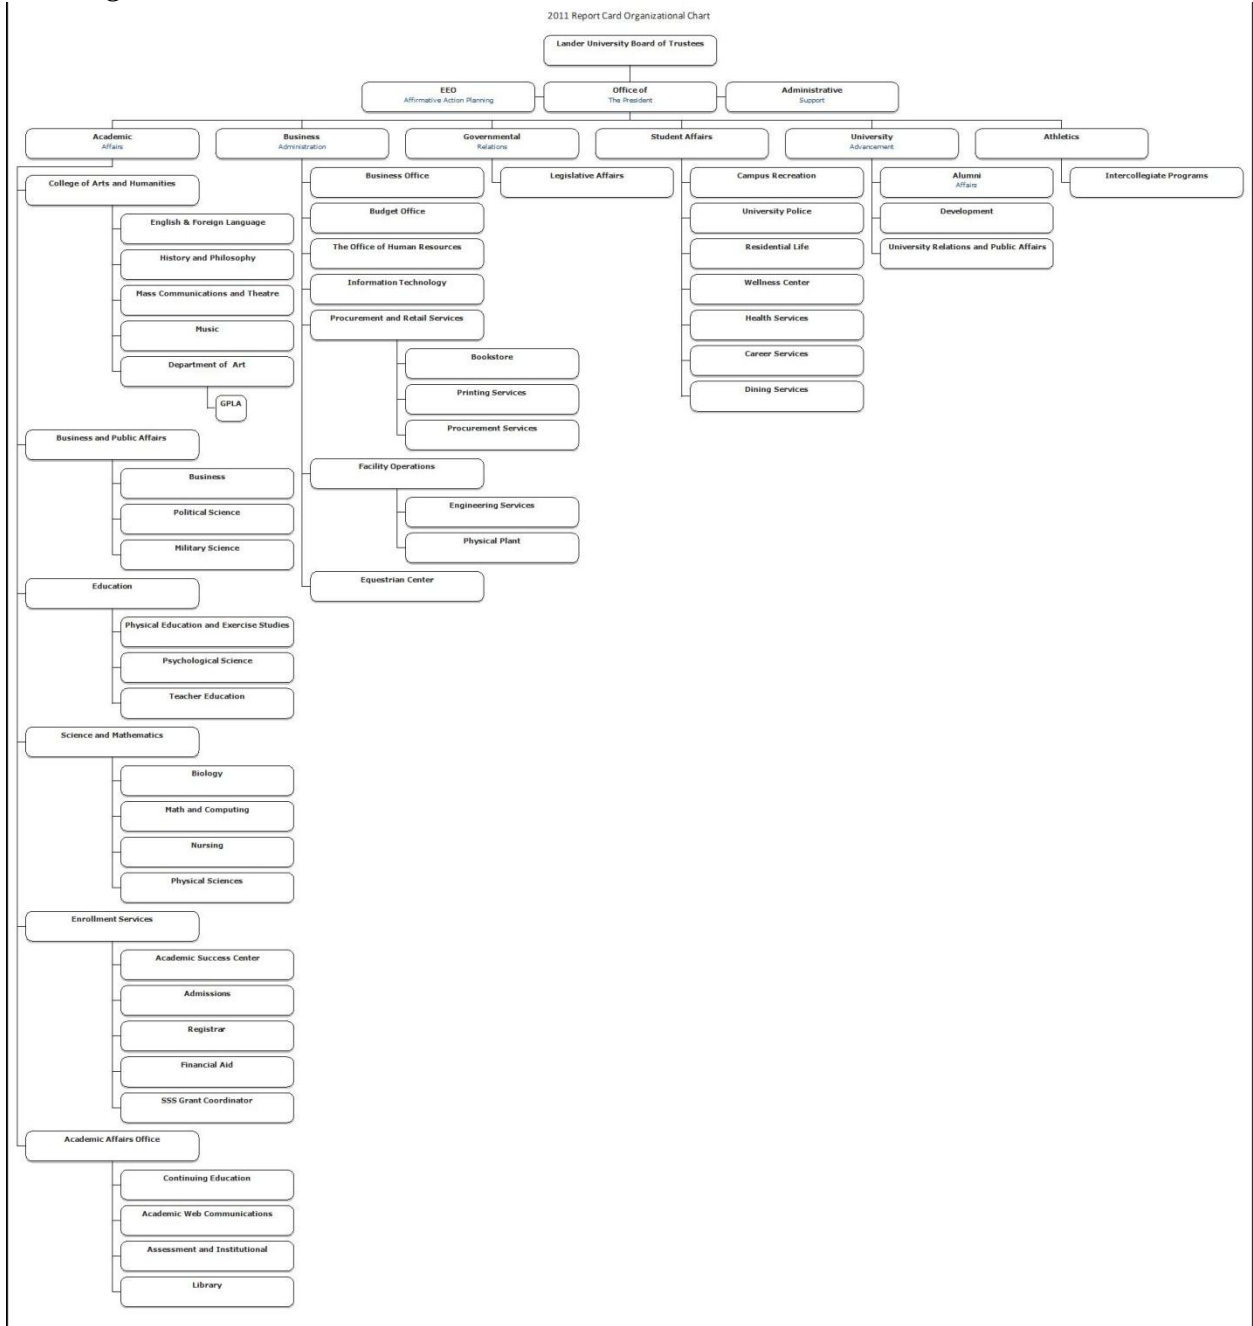 2011 Report Card Organizational Chart
Lander University Board of Trustees
EEO
Affirmative Action Planning
Office of
The President
Administrative
Support
Academic
Affairs
Business
Administration
Governmental
Relations
Student Affairs
University
Advancement
Athletics
College of Arts and Humanities
English & Foreign Language
History and Philosophy
Mass Communications and Theatre
Music
Department of Art
GPLA
Business and Public Affairs
Business
Political Science
Military Science
Education
Physical Education and Exercise Studies
Psychological Science
Teacher Education
Science and Mathematics
Biology
Math and Computing
Nursing
Physical Sciences
Enrollment Services
Academic Success Center
Admissions
Registrar
Financial Aid
SSS Grant Coordinator
Academic Affairs Office
Continuing Education
Academic Web Communications
Assessment and Institutional
Library
Business Office
Budget Office
The Office of Human Resources
Information Technology
Procurement and Retail Services
Bookstore
Printing Services
Procurement Services
Facility Operations
Engineering Services
Physical Plant
Equestrian Center
Legislative Affairs
Campus Recreation
University Police
Residential Life
Wellness Center
Health Services
Career Services
Dining Services
Alumni
Affairs
Development
University Relations and Public Affairs
Intercollegiate Programs